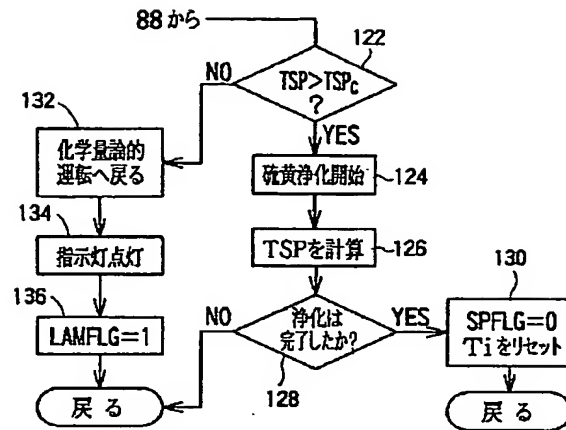 88から
122
TSP>TSPc
?
NO
YES
132
化学量論的
運転へ戻る
硫黄浄化開始
124
134
指示灯点灯
TSPを計算
126
136
LAMFLG=1
NO
浄化は
完了したか?
YES
128
130
SPFLG=0
Tiをリセット
戻る
戻る